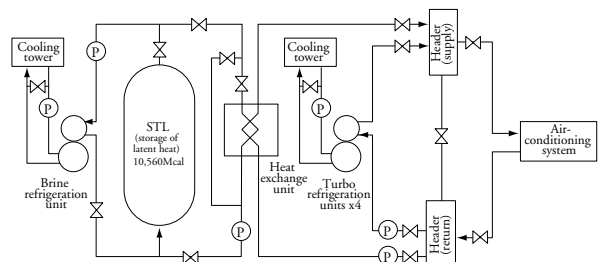 Cooling
tower
P
P
Brine
refrigeration
unit
STL
(storage of
latent heat)
10,560Mcal
P
Heat
exchange
unit
Cooling
tower
P
Turbo
refrigeration
units x4
P
P
Header
(supply)
Header
(return)
Air-
conditioning
system